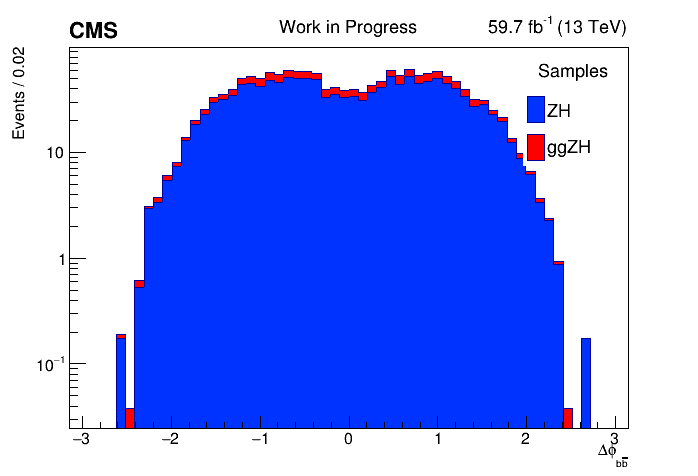 CMS Work in Progress 59.7 fb⁻¹ (13 TeV)
Events / 0.02
Samples
ZH
ggZH
10
1
10⁻¹
−3 −2 −1 0 1 2 3
Δϕ_bb̅